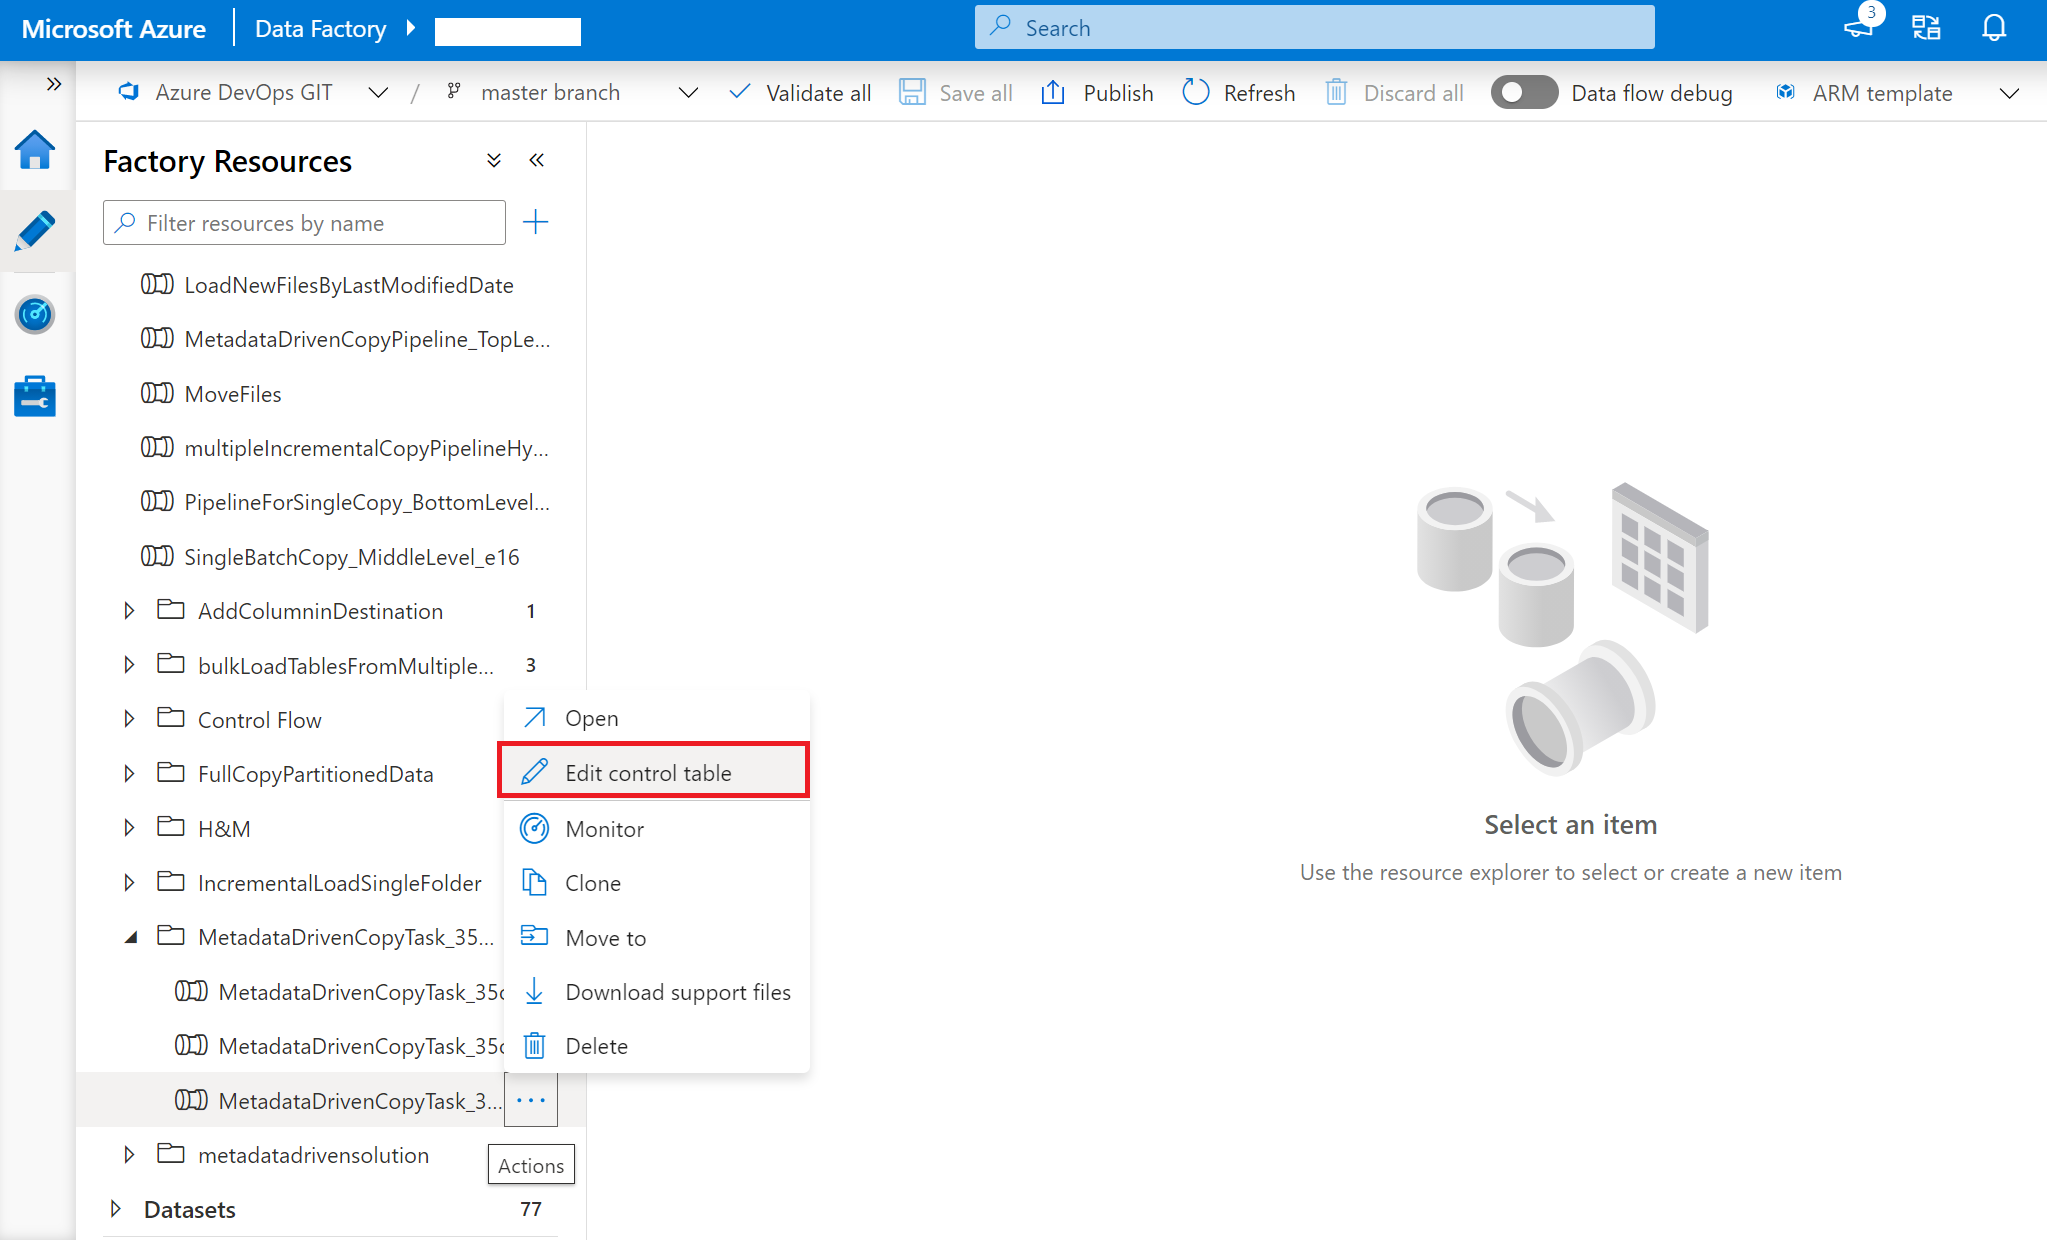 Microsoft Azure Data Factory Search 3
Azure DevOps GIT / master branch Validate all Save all Publish Refresh Discard all Data flow debug ARM template
Factory Resources
Filter resources by name
LoadNewFilesByLastModifiedDate
MetadataDrivenCopyPipeline_TopLe...
MoveFiles
multipleIncrementalCopyPipelineHy...
PipelineForSingleCopy_BottomLevel...
SingleBatchCopy_MiddleLevel_e16
AddColumninDestination 1
bulkLoadTablesFromMultiple... 3
Control Flow
FullCopyPartitionedData
H&M
IncrementalLoadSingleFolder
MetadataDrivenCopyTask_35...
MetadataDrivenCopyTask_35
MetadataDrivenCopyTask_35
MetadataDrivenCopyTask_3... ...
metadatadrivensolution
Datasets 77
Open
Edit control table
Monitor
Clone
Move to
Download support files
Delete
Actions
Select an item
Use the resource explorer to select or create a new item